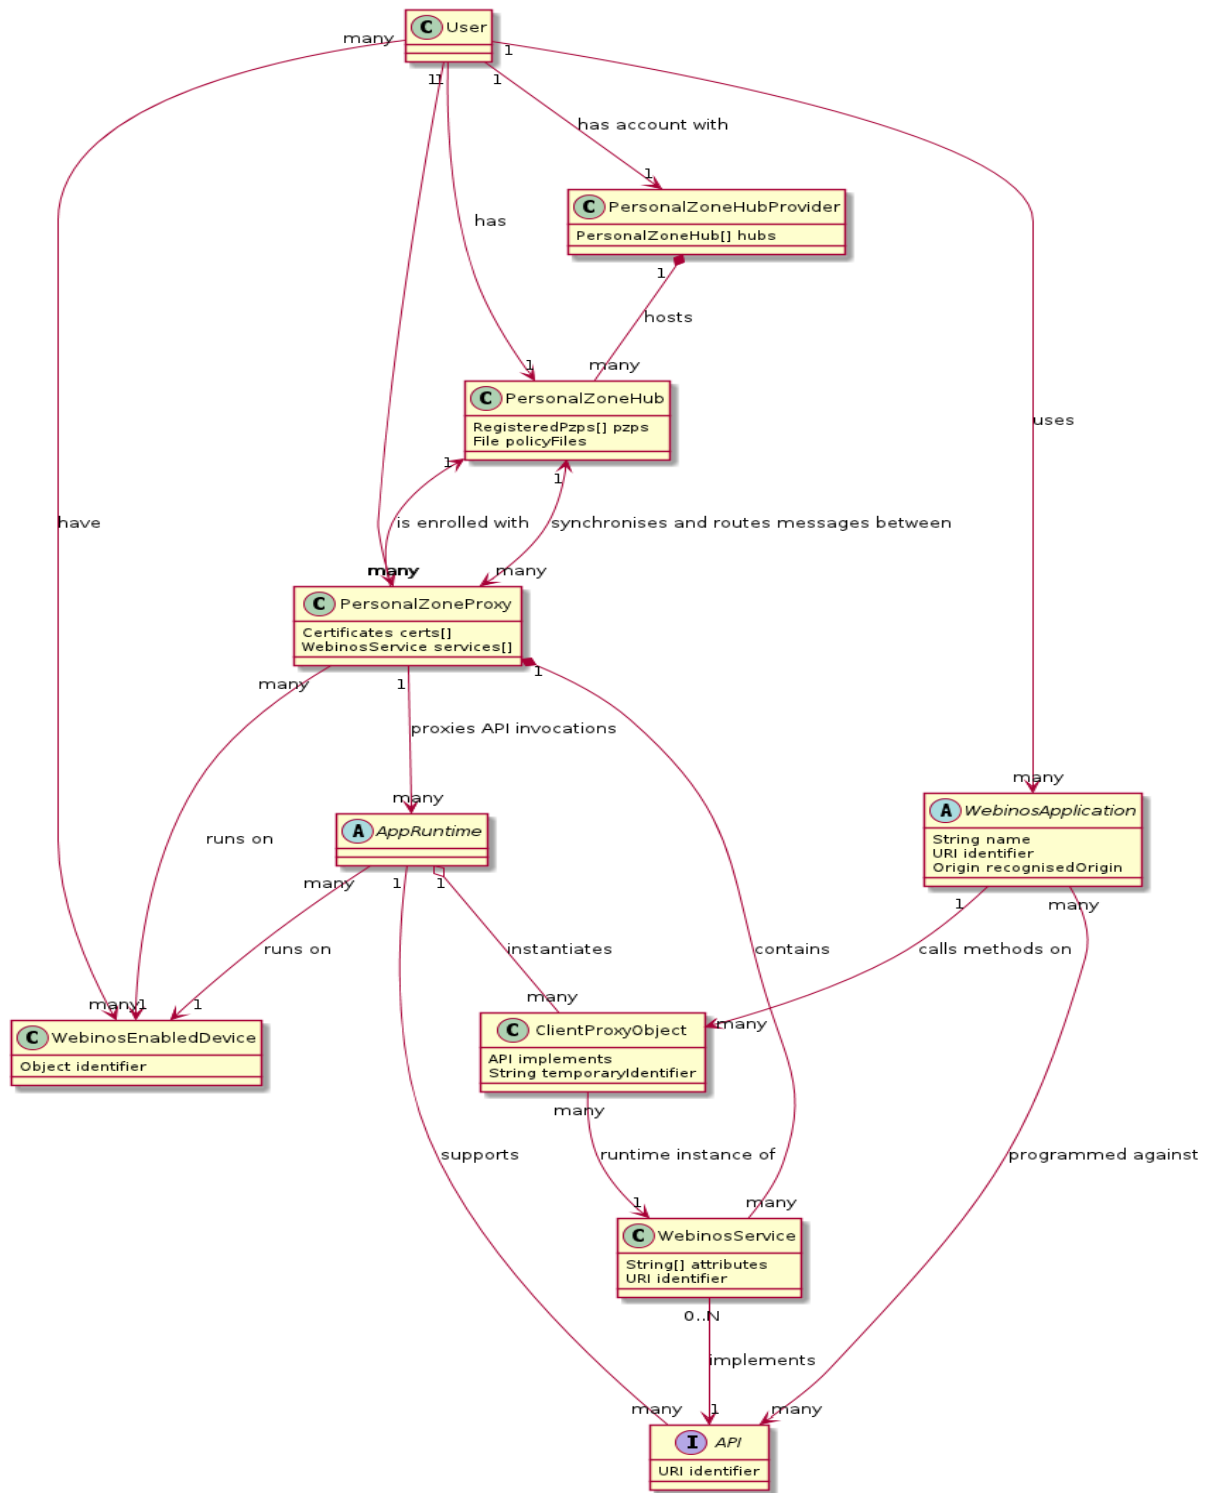 C User
many
1
11
1
has account with
1
C PersonalZoneHubProvider
PersonalZoneHub[] hubs
has
1
hosts
1
many
C PersonalZoneHub
RegisteredPzps[] pzps
File policyFiles
uses
1
1
have
is enrolled with
synchronises and routes messages between
many
many
many
C PersonalZoneProxy
Certificates certs[]
WebinosService services[]
many
1
1
proxies API invocations
many
many
A AppRuntime
A WebinosApplication
String name
URI identifier
Origin recognisedOrigin
runs on
many
1
1
1
many
runs on
instantiates
contains
calls methods on
many
1
1
many
many
C WebinosEnabledDevice
Object identifier
C ClientProxyObject
API implements
String temporaryIdentifier
many
supports
runtime instance of
programmed against
1
many
C WebinosService
String[] attributes
URI identifier
0..N
implements
many
1
many
I API
URI identifier